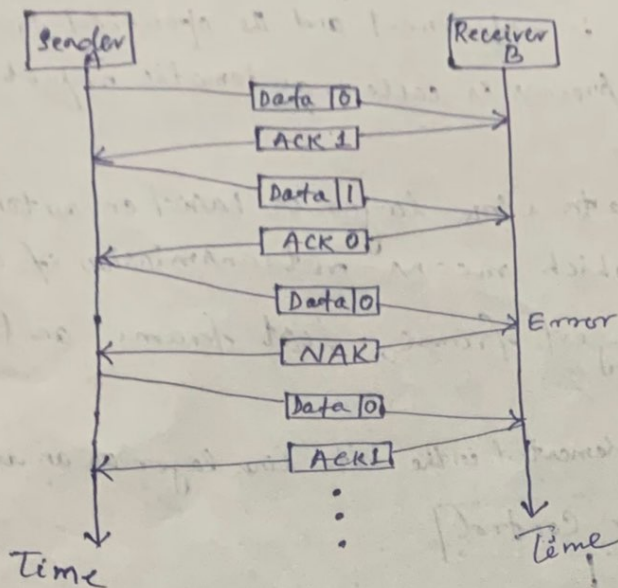 Sender Receiver
A B
Data | 0
ACK 1
Data | 1
ACK 0
Data | 0
Error
NAK
Data | 0
ACK1
Time Time